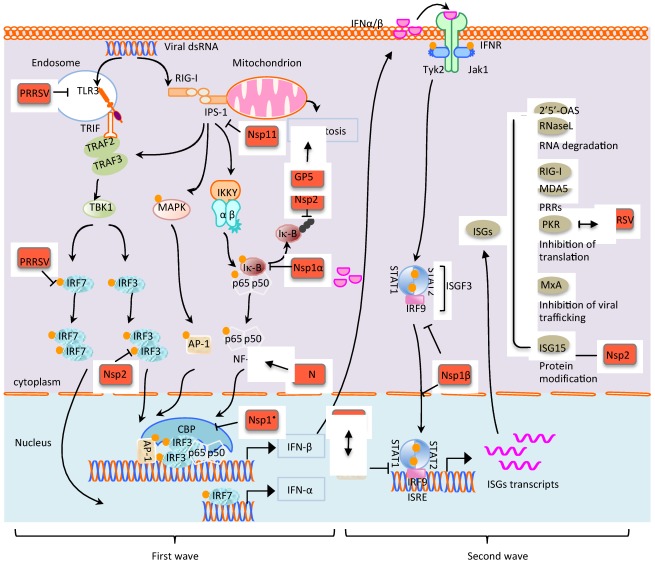 IFNα/β
IFNR
Tyk2
Jak1
Viral dsRNA
Endosome
RIG-I
Mitochondrion
PRRSV
TLR3
IPS-1
TRIF
TRAF2
TRAF3
Nsp11
tosis
GP5
Nsp2
IKKY
α β
TBK1
MAPK
Iκ-B
Iκ-B
p65 p50
Nsp1α
PRRSV
IRF7
IRF3
IRF7
IRF7
IRF3
IRF3
AP-1
p65 p50
NF-
N
Nsp2
cytoplasm
Nucleus
CBP
Nsp1*
AP-1
IRF3
IRF3
p65 p50
IFN-β
IRF7
IFN-α
STAT1
STAT2
IRF9
ISGF3
Nsp1β
STAT1
STAT2
IRF9
ISRE
ISGs
ISGs transcripts
2'5'-OAS
RNaseL
RNA degradation
RIG-I
MDA5
PRRs
PKR
RSV
Inhibition of
translation
MxA
Inhibition of viral
trafficking
ISG15
Nsp2
Protein
modification
First wave
Second wave